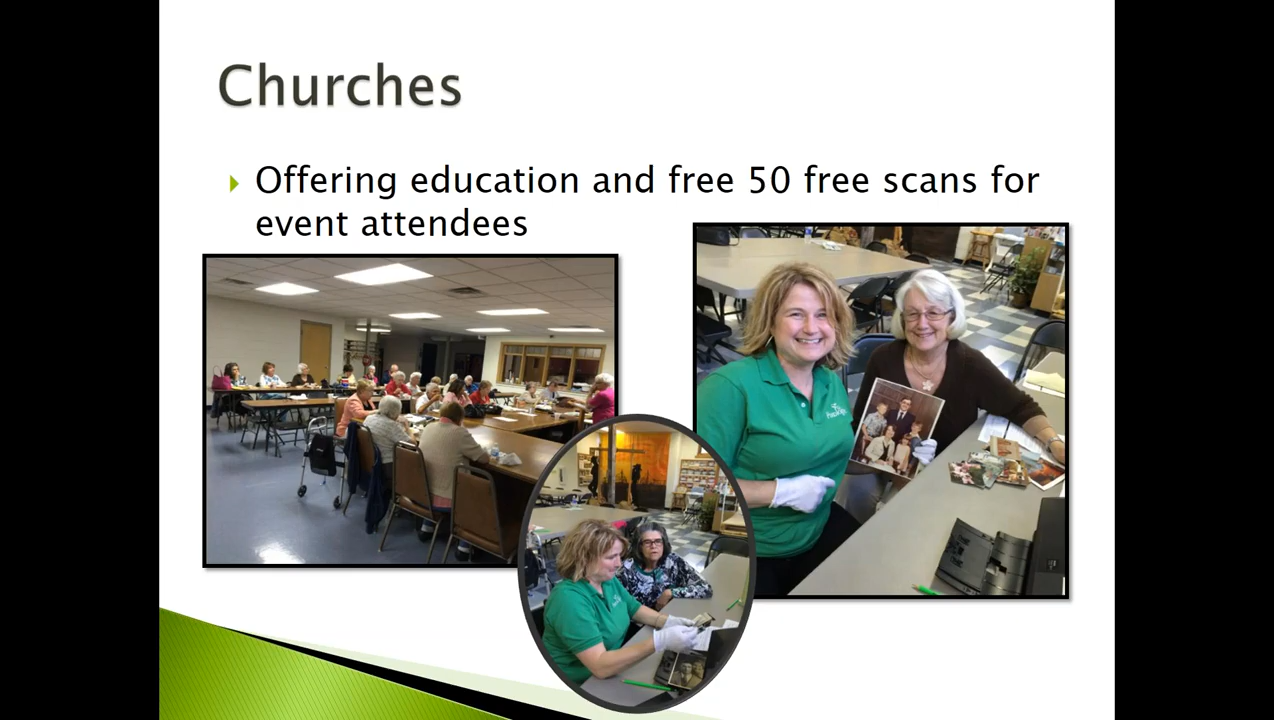 Churches
Offering education and free 50 free scans for
event attendees